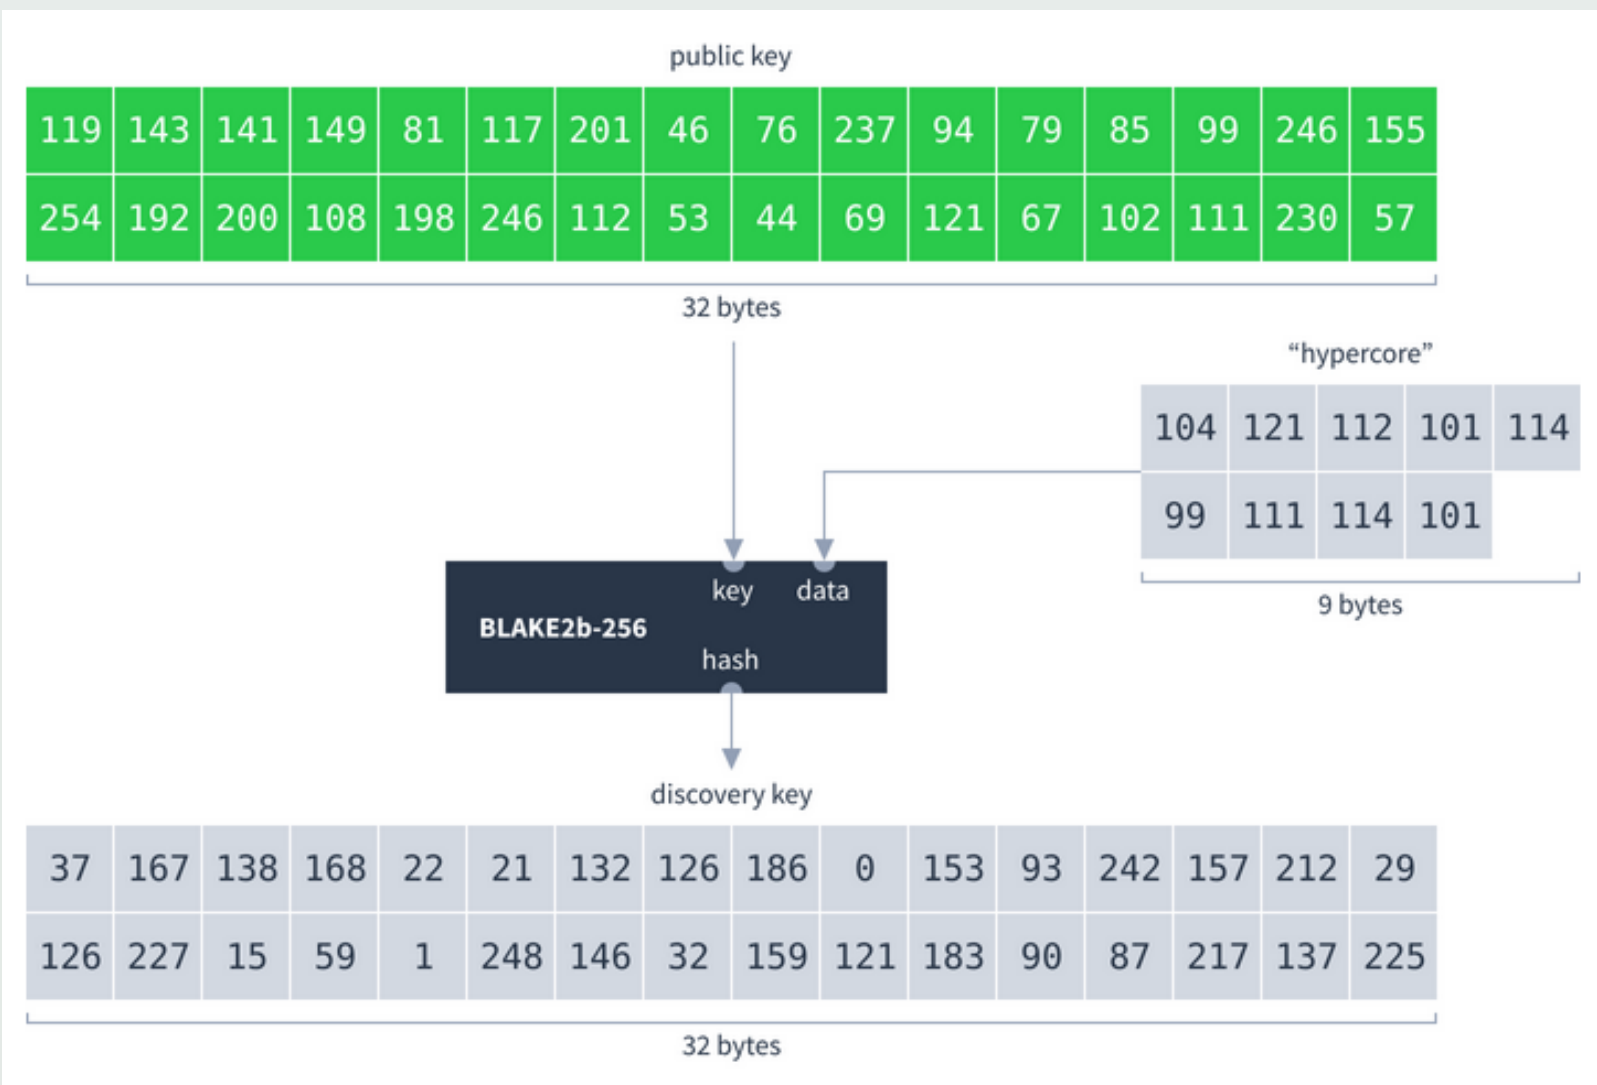 public key
119 143 141 149 81 117 201 46 76 237 94 79 85 99 246 155
254 192 200 108 198 246 112 53 44 69 121 67 102 111 230 57
32 bytes
“hypercore”
104 121 112 101 114
99 111 114 101
9 bytes
key data
BLAKE2b-256
hash
discovery key
37 167 138 168 22 21 132 126 186 0 153 93 242 157 212 29
126 227 15 59 1 248 146 32 159 121 183 90 87 217 137 225
32 bytes